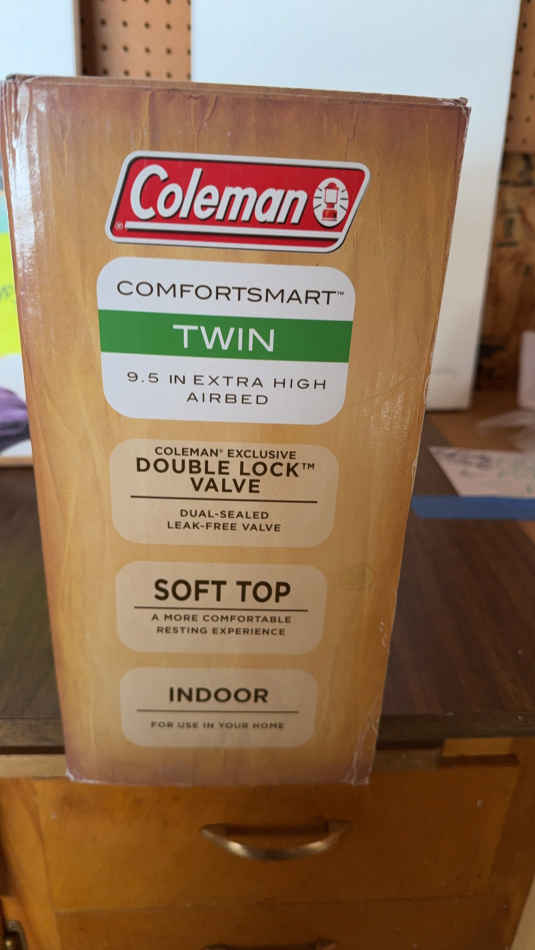 Coleman
®
COMFORTSMART™
TWIN
9.5 IN EXTRA HIGH
AIRBED
COLEMAN® EXCLUSIVE
DOUBLE LOCK™
VALVE
DUAL-SEALED
LEAK-FREE VALVE
SOFT TOP
A MORE COMFORTABLE
RESTING EXPERIENCE
INDOOR
FOR USE IN YOUR HOME